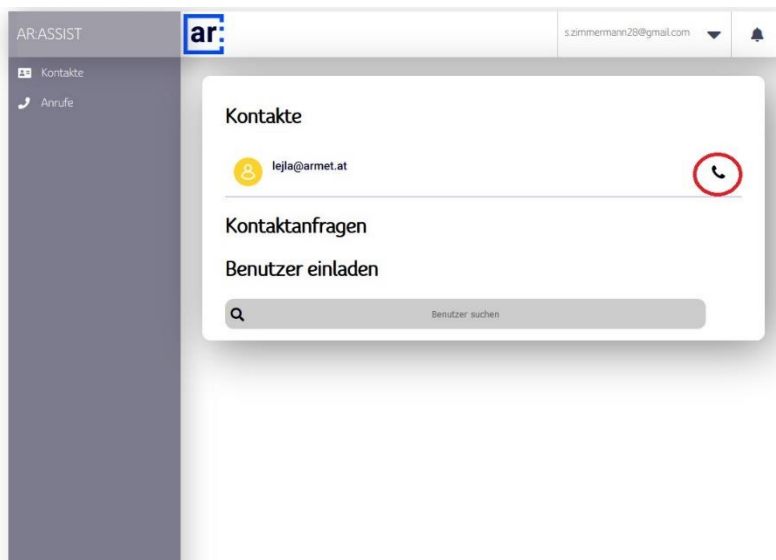 AR.ASSIST
ar:
s.zimmermann28@gmail.com
Kontakte
Anrufe
Kontakte
lejla@armet.at
Kontaktanfragen
Benutzer einladen
Benutzer suchen